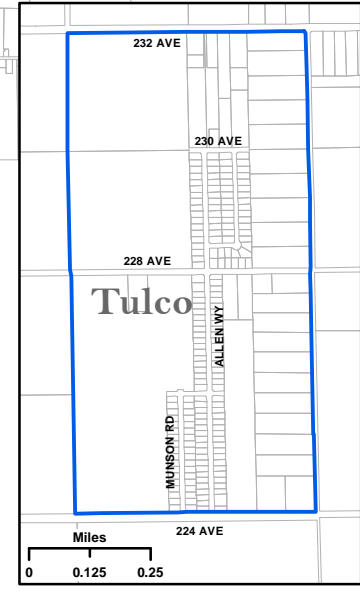 232 AVE
230 AVE
228 AVE
Tulco
ALLEN WY
MUNSON RD
224 AVE
Miles
0 0.125 0.25